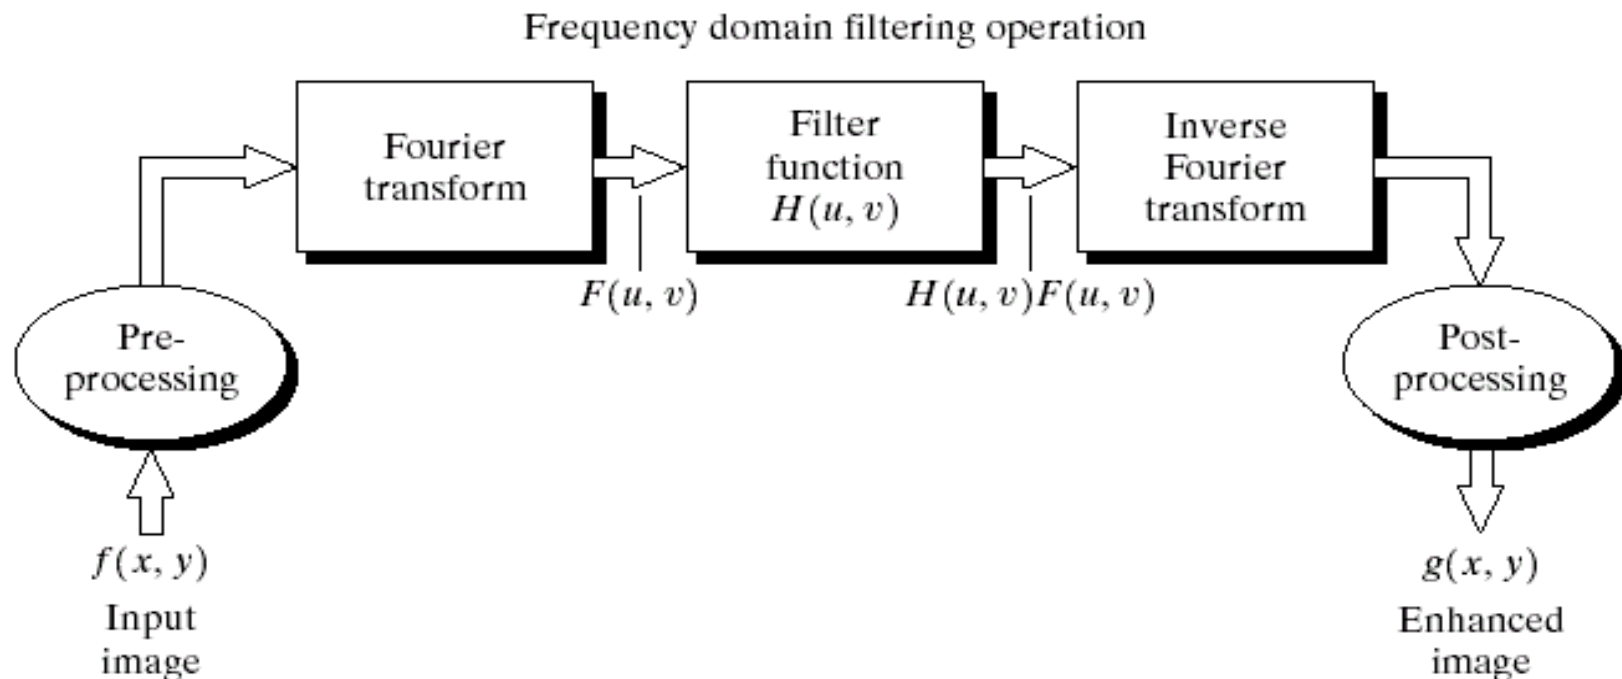 Frequency domain filtering operation
Fourier
transform
Filter
function
H(u, v)
Inverse
Fourier
transform
F(u, v)
H(u, v)F(u, v)
Pre-
processing
Post-
processing
f(x, y)
Input
image
g(x, y)
Enhanced
image